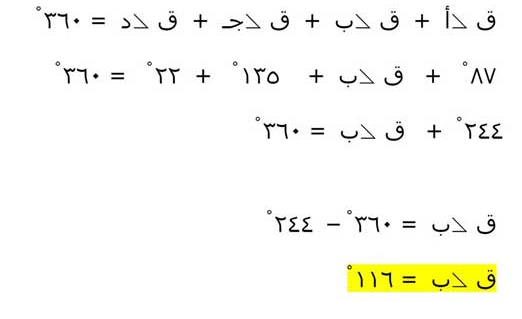 ق ∠أ + ق ∠ب + ق ∠جـ + ق ∠د = ٣٦٠°
٨٧° + ق ∠ب + ١٣٥° + ٢٢° = ٣٦٠°
٢٤٤° + ق ∠ب = ٣٦٠°
ق ∠ب = ٣٦٠° – ٢٤٤°
ق ∠ب = ١١٦°